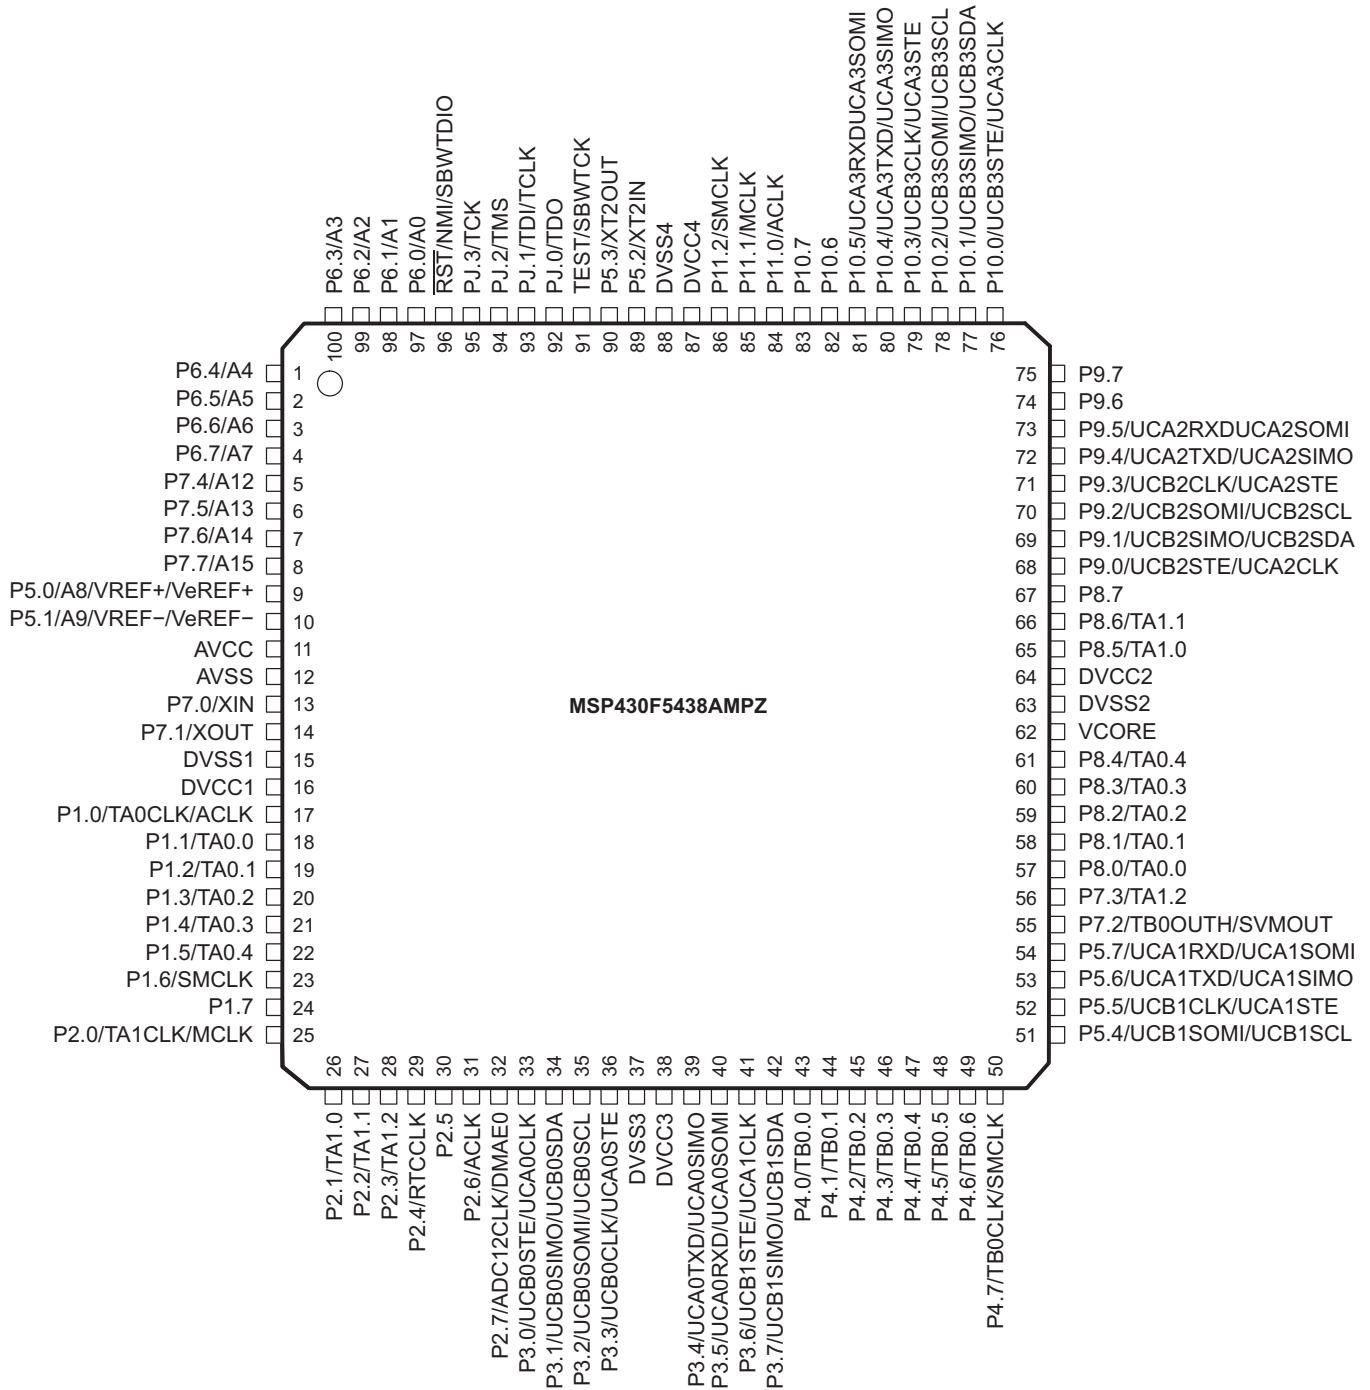 P6.3/A3
P6.2/A2
P6.1/A1
P6.0/A0
RST/NMI/SBWTDIO
PJ.3/TCK
PJ.2/TMS
PJ.1/TDI/TCLK
PJ.0/TDO
TEST/SBWTCK
P5.3/XT2OUT
P5.2/XT2IN
DVSS4
DVCC4
P11.2/SMCLK
P11.1/MCLK
P11.0/ACLK
P10.7
P10.6
P10.5/UCA3RXDUCA3SOMI
P10.4/UCA3TXD/UCA3SIMO
P10.3/UCB3CLK/UCA3STE
P10.2/UCB3SOMI/UCB3SCL
P10.1/UCB3SIMO/UCB3SDA
P10.0/UCB3STE/UCA3CLK
100
99
98
97
96
95
94
93
92
91
90
89
88
87
86
85
84
83
82
81
80
79
78
77
76
P6.4/A4 1
P6.5/A5 2
P6.6/A6 3
P6.7/A7 4
P7.4/A12 5
P7.5/A13 6
P7.6/A14 7
P7.7/A15 8
P5.0/A8/VREF+/VeREF+ 9
P5.1/A9/VREF−/VeREF− 10
AVCC 11
AVSS 12
P7.0/XIN 13
P7.1/XOUT 14
DVSS1 15
DVCC1 16
P1.0/TA0CLK/ACLK 17
P1.1/TA0.0 18
P1.2/TA0.1 19
P1.3/TA0.2 20
P1.4/TA0.3 21
P1.5/TA0.4 22
P1.6/SMCLK 23
P1.7 24
P2.0/TA1CLK/MCLK 25
MSP430F5438AMPZ
75 P9.7
74 P9.6
73 P9.5/UCA2RXDUCA2SOMI
72 P9.4/UCA2TXD/UCA2SIMO
71 P9.3/UCB2CLK/UCA2STE
70 P9.2/UCB2SOMI/UCB2SCL
69 P9.1/UCB2SIMO/UCB2SDA
68 P9.0/UCB2STE/UCA2CLK
67 P8.7
66 P8.6/TA1.1
65 P8.5/TA1.0
64 DVCC2
63 DVSS2
62 VCORE
61 P8.4/TA0.4
60 P8.3/TA0.3
59 P8.2/TA0.2
58 P8.1/TA0.1
57 P8.0/TA0.0
56 P7.3/TA1.2
55 P7.2/TB0OUTH/SVMOUT
54 P5.7/UCA1RXD/UCA1SOMI
53 P5.6/UCA1TXD/UCA1SIMO
52 P5.5/UCB1CLK/UCA1STE
51 P5.4/UCB1SOMI/UCB1SCL
26
27
28
29
30
31
32
33
34
35
36
37
38
39
40
41
42
43
44
45
46
47
48
49
50
P2.1/TA1.0
P2.2/TA1.1
P2.3/TA1.2
P2.4/RTCCLK
P2.5
P2.6/ACLK
P2.7/ADC12CLK/DMAE0
P3.0/UCB0STE/UCA0CLK
P3.1/UCB0SIMO/UCB0SDA
P3.2/UCB0SOMI/UCB0SCL
P3.3/UCB0CLK/UCA0STE
DVSS3
DVCC3
P3.4/UCA0TXD/UCA0SIMO
P3.5/UCA0RXD/UCA0SOMI
P3.6/UCB1STE/UCA1CLK
P3.7/UCB1SIMO/UCB1SDA
P4.0/TB0.0
P4.1/TB0.1
P4.2/TB0.2
P4.3/TB0.3
P4.4/TB0.4
P4.5/TB0.5
P4.6/TB0.6
P4.7/TB0CLK/SMCLK